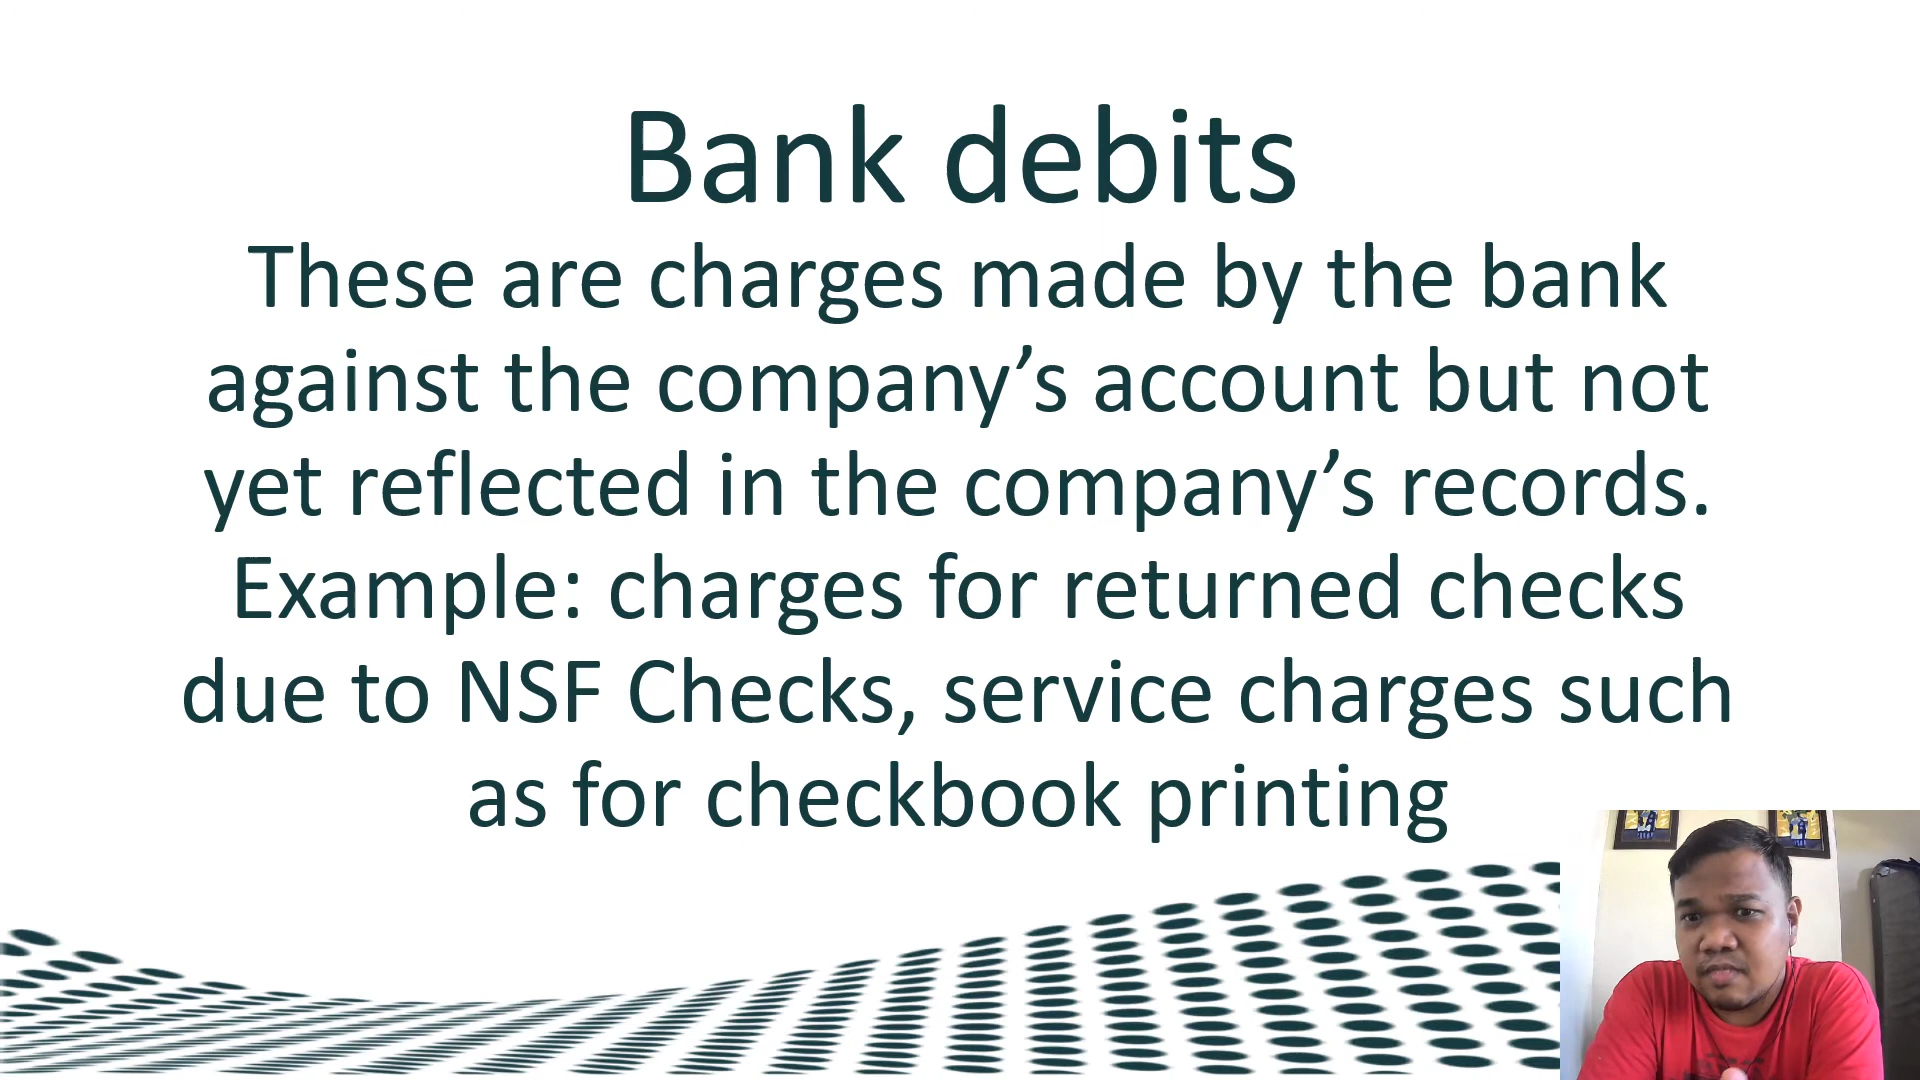 Bank debits
These are charges made by the bank
against the company’s account but not
yet reflected in the company’s records.
Example: charges for returned checks
due to NSF Checks, service charges such
as for checkbook printing